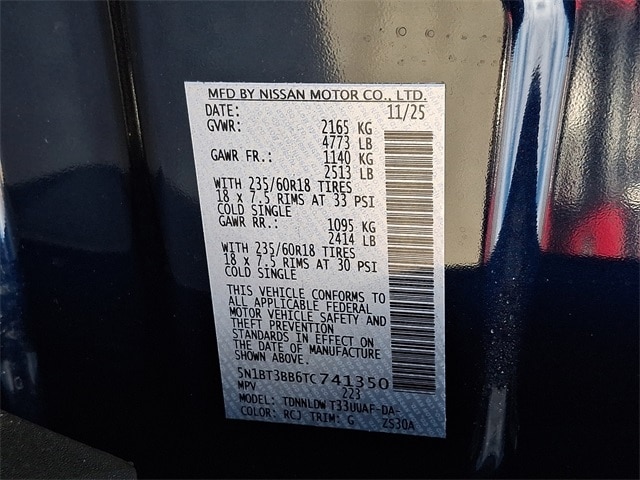 MFD BY NISSAN MOTOR CO., LTD.
DATE: 11/25
GVWR: 2165 KG
4773 LB
GAWR FR.: 1140 KG
2513 LB
WITH 235/60R18 TIRES
18 x 7.5 RIMS AT 33 PSI
COLD SINGLE
GAWR RR.: 1095 KG
2414 LB
WITH 235/60R18 TIRES
18 x 7.5 RIMS AT 30 PSI
COLD SINGLE
THIS VEHICLE CONFORMS TO
ALL APPLICABLE FEDERAL
MOTOR VEHICLE SAFETY AND
THEFT PREVENTION
STANDARDS IN EFFECT ON
THE DATE OF MANUFACTURE
SHOWN ABOVE.
5N1BT3BB6TC741350
MPV 223
MODEL: TDNNLDW T33UUAF-DA-
COLOR: RCJ TRIM: G ZS30A